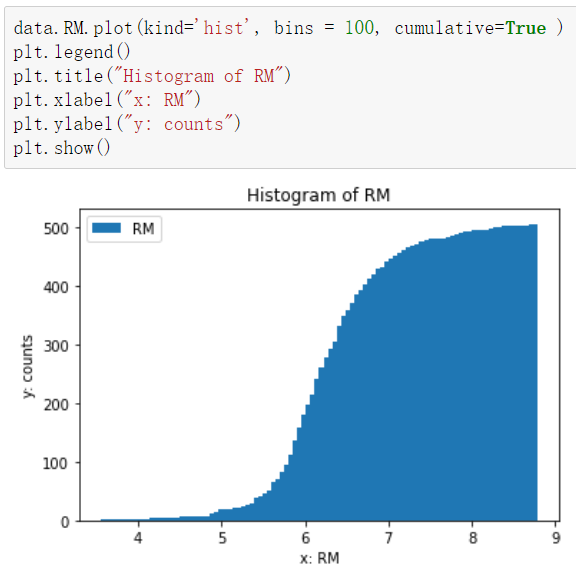 data.RM.plot(kind='hist', bins = 100, cumulative=True )
plt.legend()
plt.title("Histogram of RM")
plt.xlabel("x: RM")
plt.ylabel("y: counts")
plt.show()
Histogram of RM
RM
500
400
300
200
100
0
y: counts
4 5 6 7 8 9
x: RM